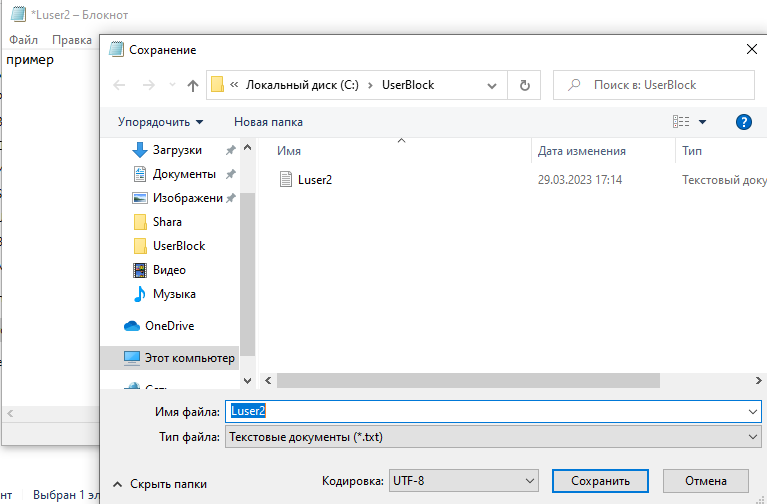 *Luser2 – Блокнот
Файл Правка
пример
Сохранение
« Локальный диск (C:) › UserBlock
Поиск в: UserBlock
Упорядочить Новая папка
Имя Дата изменения Тип
Luser2 29.03.2023 17:14 Текстовый доку
Загрузки
Документы
Изображени
Shara
UserBlock
Видео
Музыка
OneDrive
Этот компьютер
Имя файла: Luser2
Тип файла: Текстовые документы (*.txt)
Скрыть папки
Кодировка: UTF-8 Сохранить Отмена
нт Выбран 1 эл